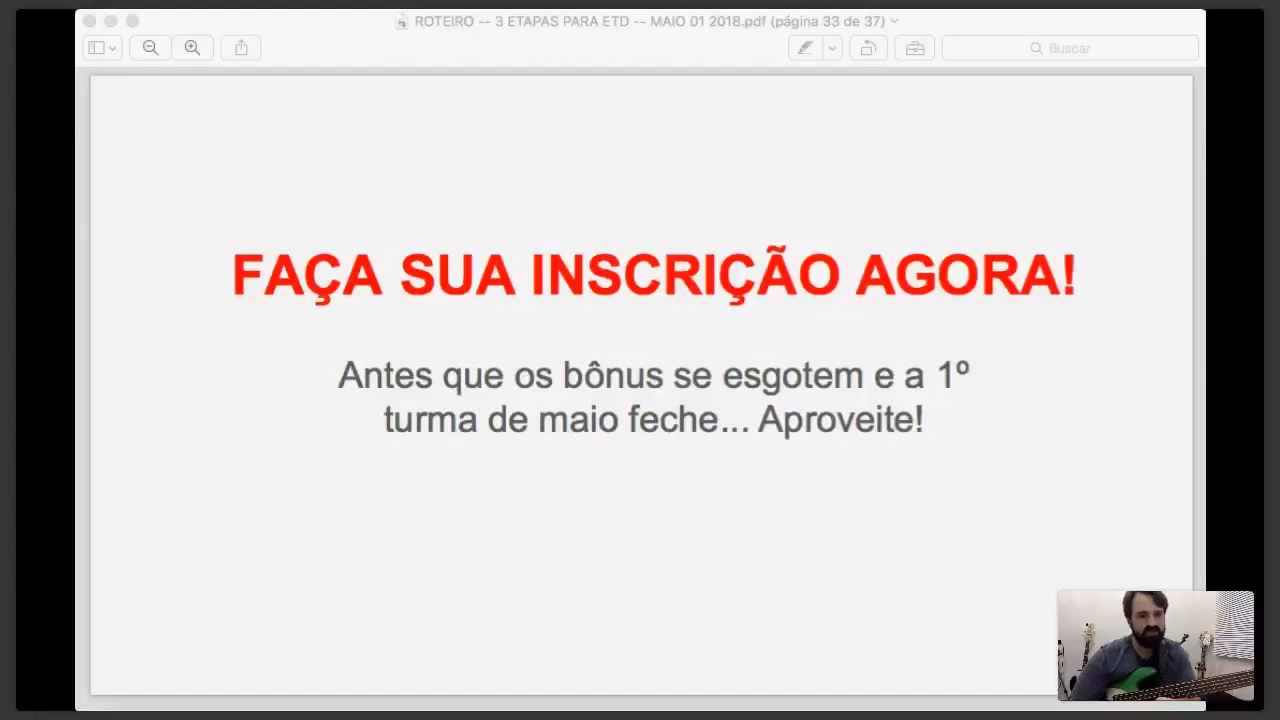 ROTEIRO -- 3 ETAPAS PARA ETD -- MAIO 01 2018.pdf (página 33 de 37)
Buscar
FAÇA SUA INSCRIÇÃO AGORA!
Antes que os bônus se esgotem e a 1º
turma de maio feche... Aproveite!